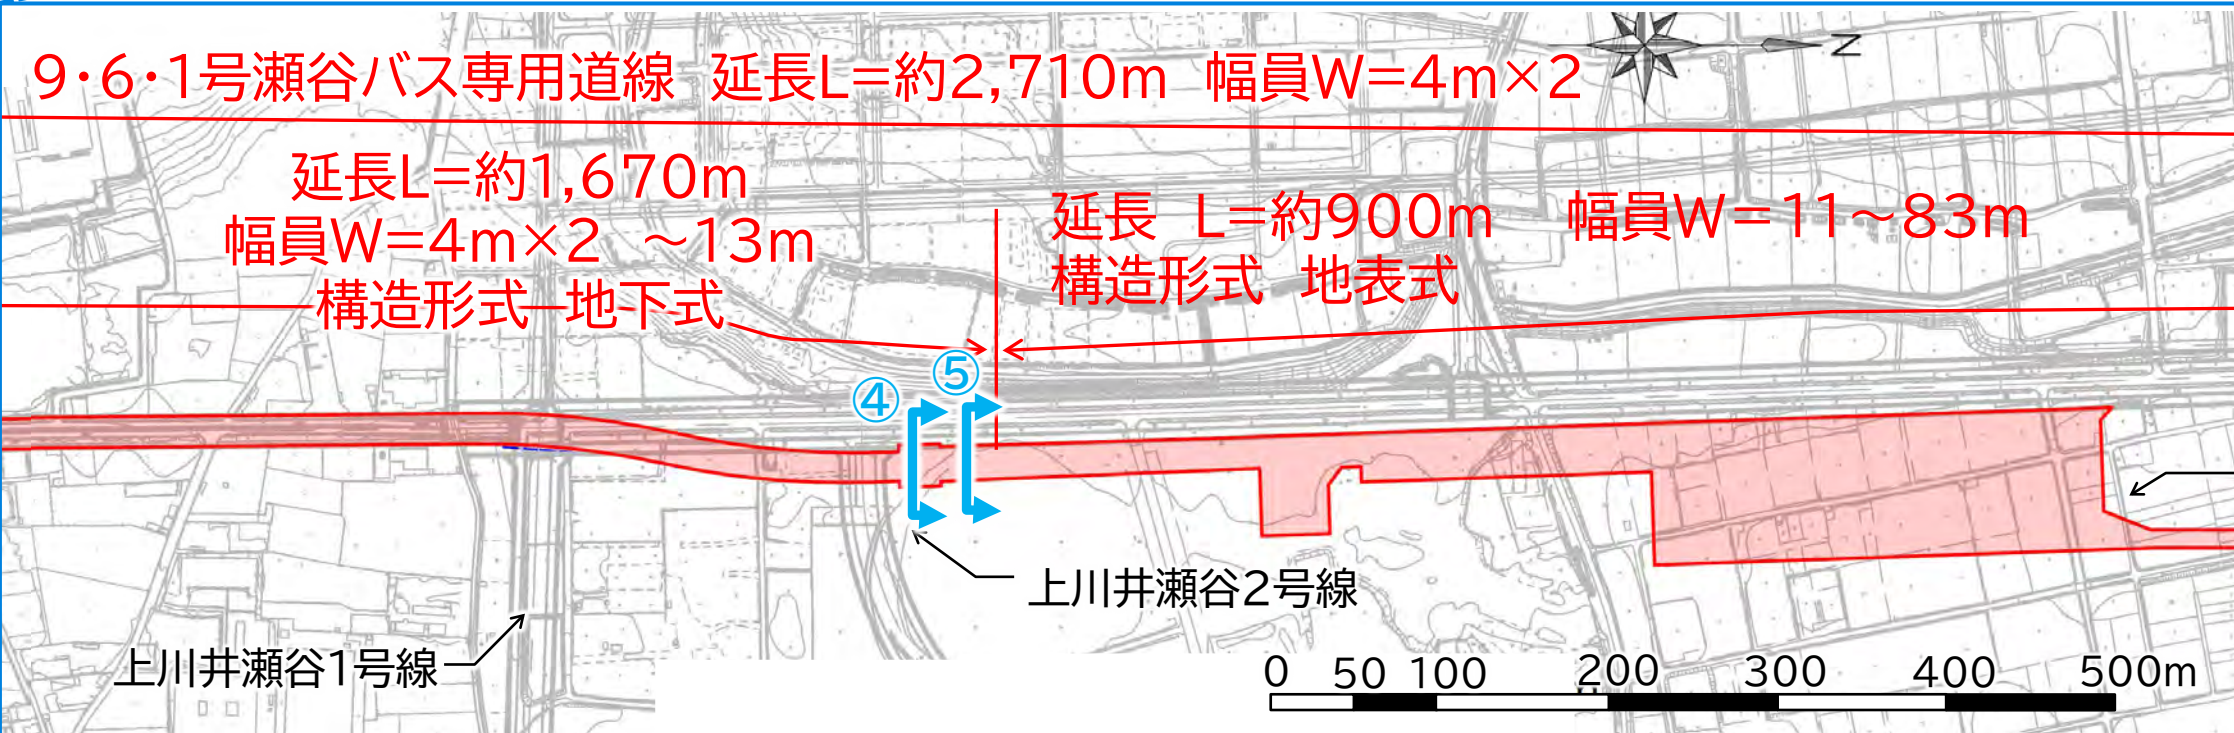 9・6・1号瀬谷バス専用道線 延長L=約2,710m 幅員W=4m×2
N
延長L=約1,670m
幅員W=4m×2 ~13m
構造形式 地下式
延長 L=約900m 幅員W=11~83m
構造形式 地表式
④
⑤
上川井瀬谷2号線
上川井瀬谷1号線
0 50 100 200 300 400 500m